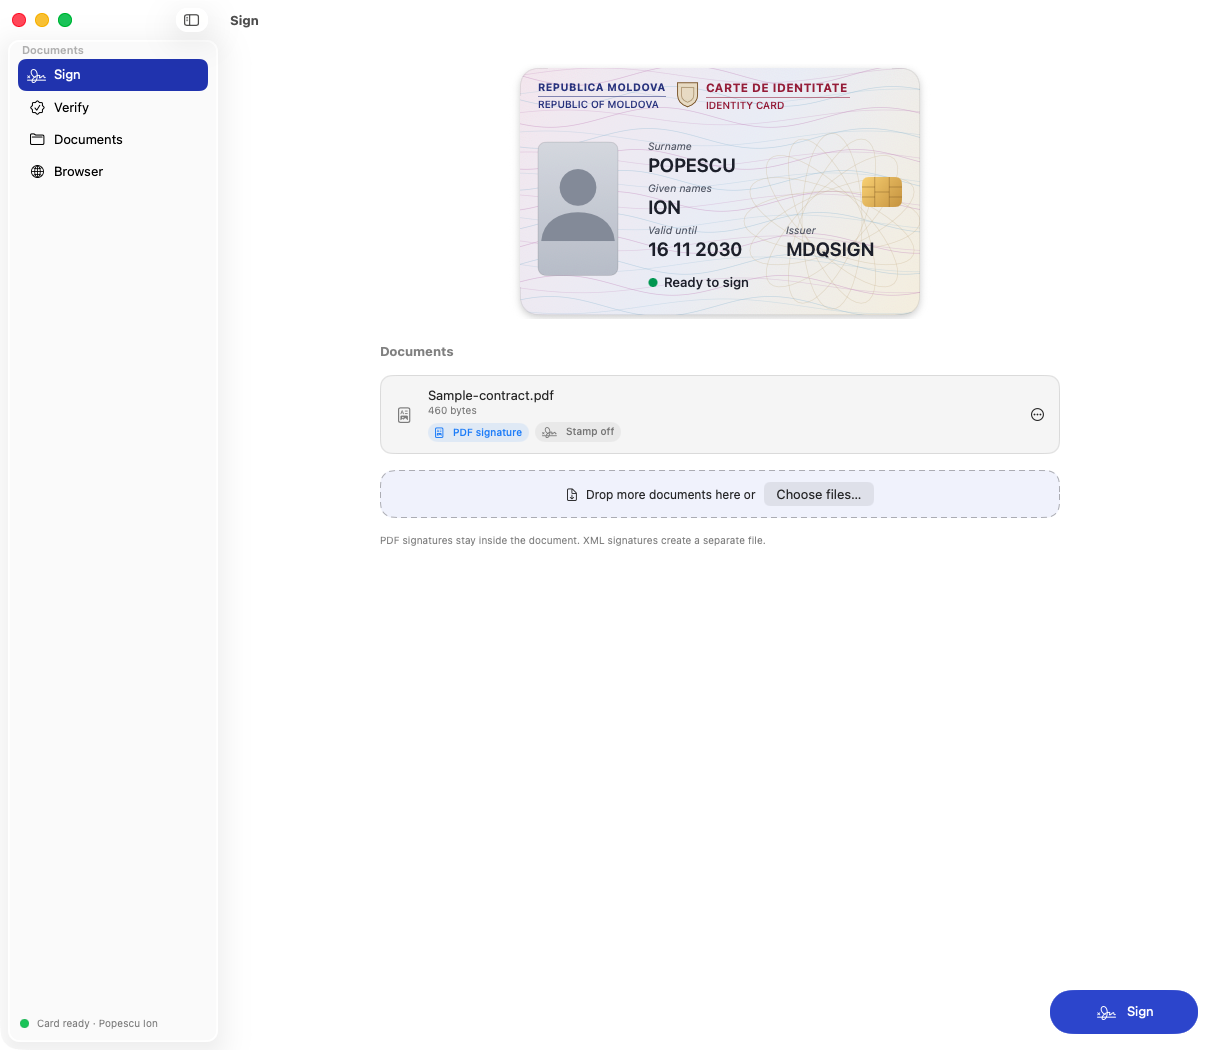 Sign
Documents
Sign
Verify
Documents
Browser
REPUBLICA MOLDOVA
REPUBLIC OF MOLDOVA
CARTE DE IDENTITATE
IDENTITY CARD
Surname
POPESCU
Given names
ION
Valid until
16 11 2030
Issuer
MDQSIGN
Ready to sign
Documents
Sample-contract.pdf
460 bytes
PDF signature
Stamp off
Drop more documents here or
Choose files...
PDF signatures stay inside the document. XML signatures create a separate file.
Card ready · Popescu Ion
Sign